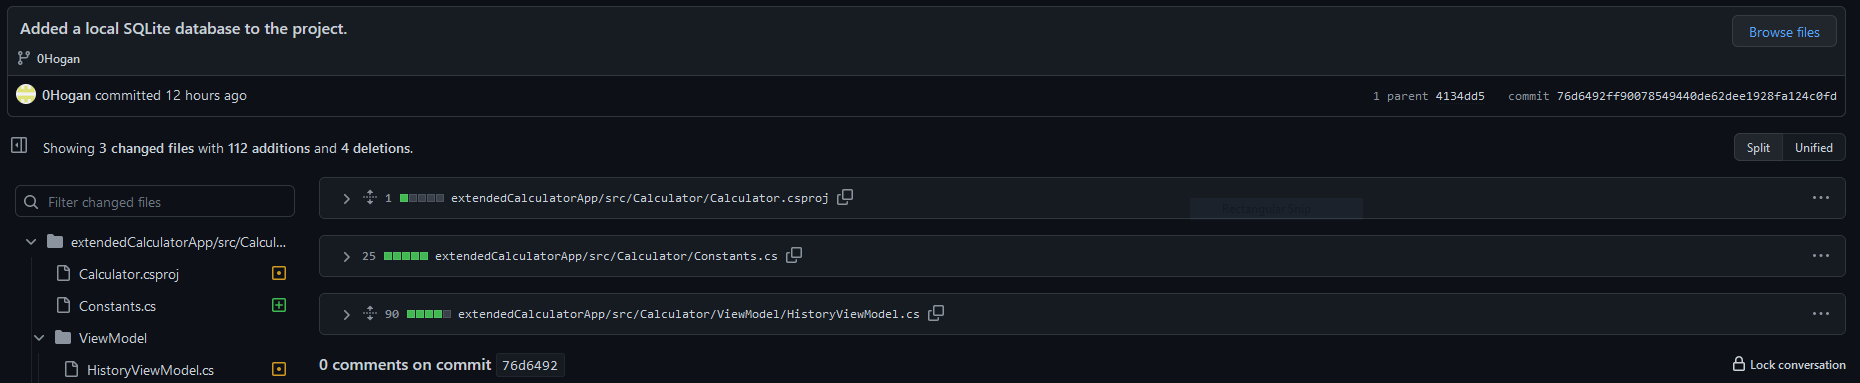 Added a local SQLite database to the project.
Browse files
0Hogan
0Hogan committed 12 hours ago
1 parent 4134dd5 commit 76d6492ff90078549440de62dee1928fa124c0fd
Showing 3 changed files with 112 additions and 4 deletions.
Split Unified
Filter changed files
extendedCalculatorApp/src/Calcul...
Calculator.csproj
Constants.cs
ViewModel
HistoryViewModel.cs
1 extendedCalculatorApp/src/Calculator/Calculator.csproj
Rectangular Snip
25 extendedCalculatorApp/src/Calculator/Constants.cs
90 extendedCalculatorApp/src/Calculator/ViewModel/HistoryViewModel.cs
0 comments on commit 76d6492
Lock conversation